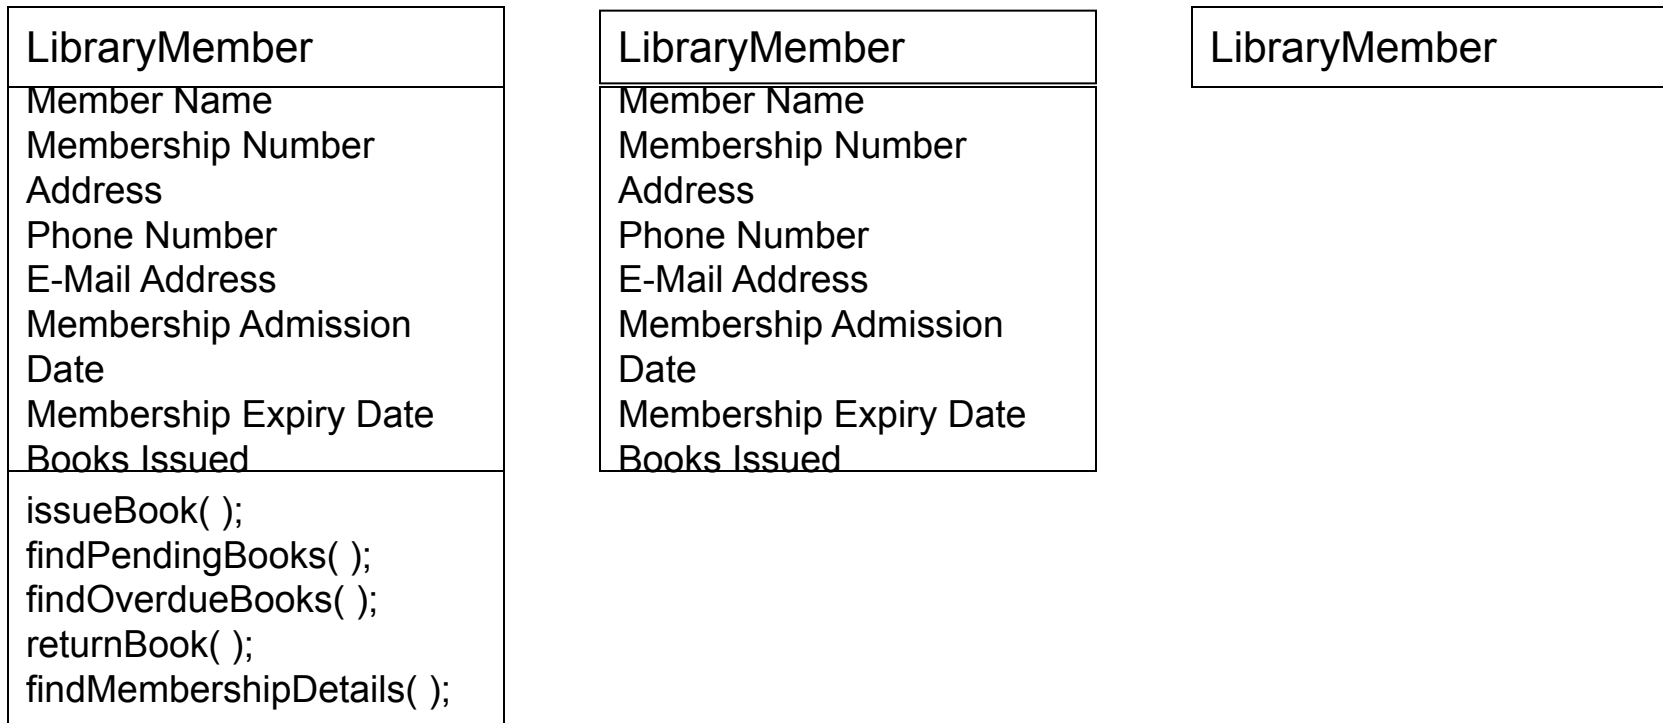 LibraryMember
Member Name
Membership Number
Address
Phone Number
E-Mail Address
Membership Admission
Date
Membership Expiry Date
Books Issued
issueBook( );
findPendingBooks( );
findOverdueBooks( );
returnBook( );
findMembershipDetails( );
LibraryMember
Member Name
Membership Number
Address
Phone Number
E-Mail Address
Membership Admission
Date
Membership Expiry Date
Books Issued
LibraryMember